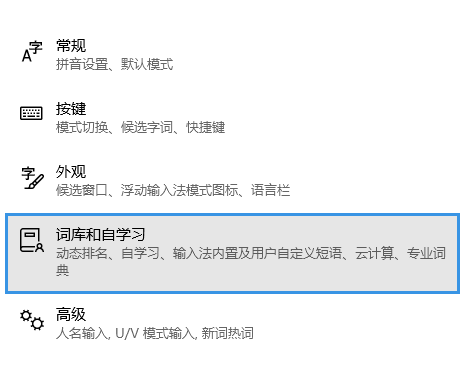 常规
拼音设置、默认模式
按键
模式切换、候选字词、快捷键
外观
候选窗口、浮动输入法模式图标、语言栏
词库和自学习
动态排名、自学习、输入法内置及用户自定义短语、云计算、专业词
典
高级
人名输入, U/V 模式输入, 新词热词